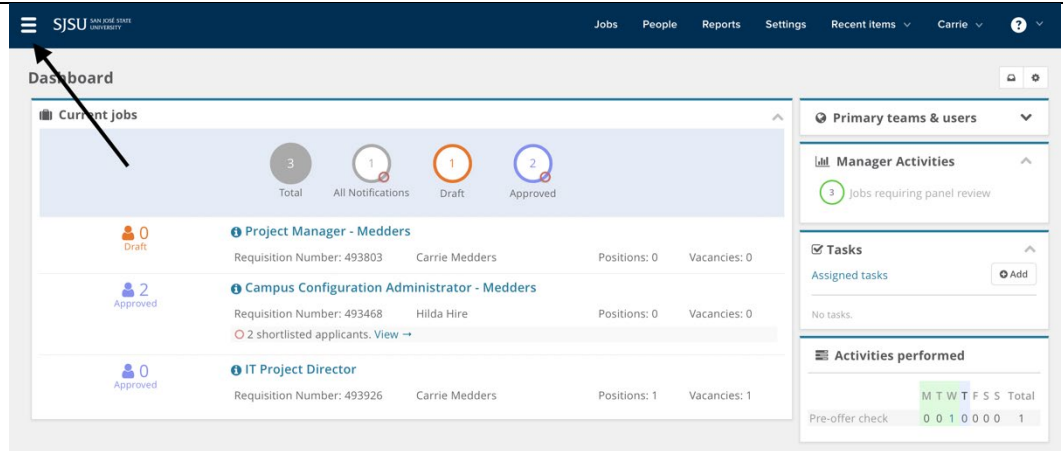 SJSU SAN JOSÉ STATE UNIVERSITY
Jobs People Reports Settings Recent items Carrie ?
Dashboard
Current jobs
3 1 1 2
Total All Notifications Draft Approved
0 Project Manager - Medders
Draft
Requisition Number: 493803 Carrie Medders Positions: 0 Vacancies: 0
2 Campus Configuration Administrator - Medders
Approved
Requisition Number: 493468 Hilda Hire Positions: 0 Vacancies: 0
2 shortlisted applicants. View →
0 IT Project Director
Approved
Requisition Number: 493926 Carrie Medders Positions: 1 Vacancies: 1
Primary teams & users
Manager Activities
3 Jobs requiring panel review
Tasks
Assigned tasks Add
No tasks.
Activities performed
M T W T F S S Total
Pre-offer check 0 0 1 0 0 0 0 1